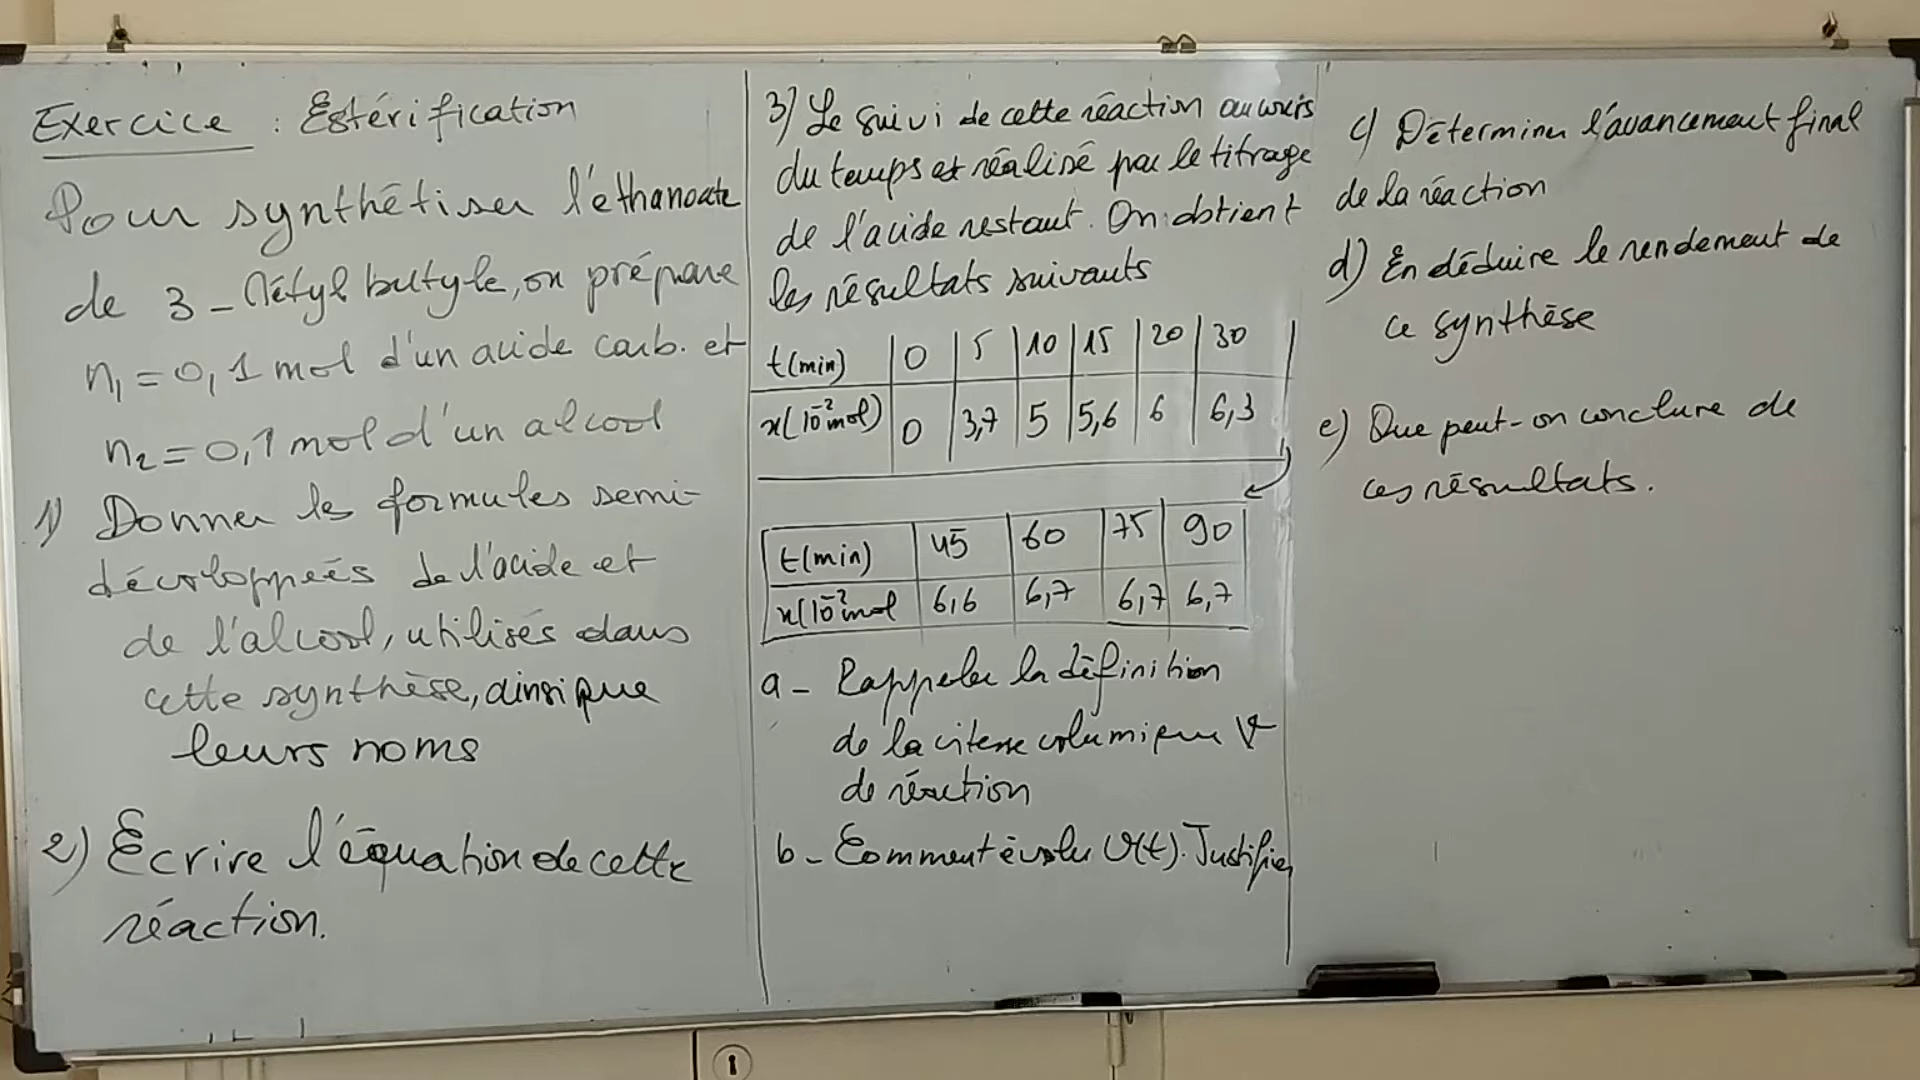 Exercice : Estérification
Pour synthétiser l'éthanoate
de 3-Métyl butyle, on prépare
n₁ = 0,1 mol d'un acide carb. et
n₂ = 0,1 mol d'un alcool
1) Donner les formules semi-
développées de l'acide et
de l'alcool, utilisés dans
cette synthèse, ainsi que
leurs noms
2) Ecrire l'équation de cette
réaction.
3) Le suivi de cette réaction au cours
du temps est réalisé par le titrage
de l'acide restant. On obtient
les résultats suivants
t(min) 0 5 10 15 20 30
x(10⁻² mol) 0 3,7 5 5,6 6 6,3
t(min) 45 60 75 90
x(10⁻² mol 6,6 6,7 6,7 6,7
a - Rappeler la définition
de la vitesse volumique V
de réaction
b - Comment évolue V(t). Justifier
c) Déterminer l'avancement final
de la réaction
d) En déduire le rendement de
ce synthèse
e) Que peut-on conclure de
ces résultats.